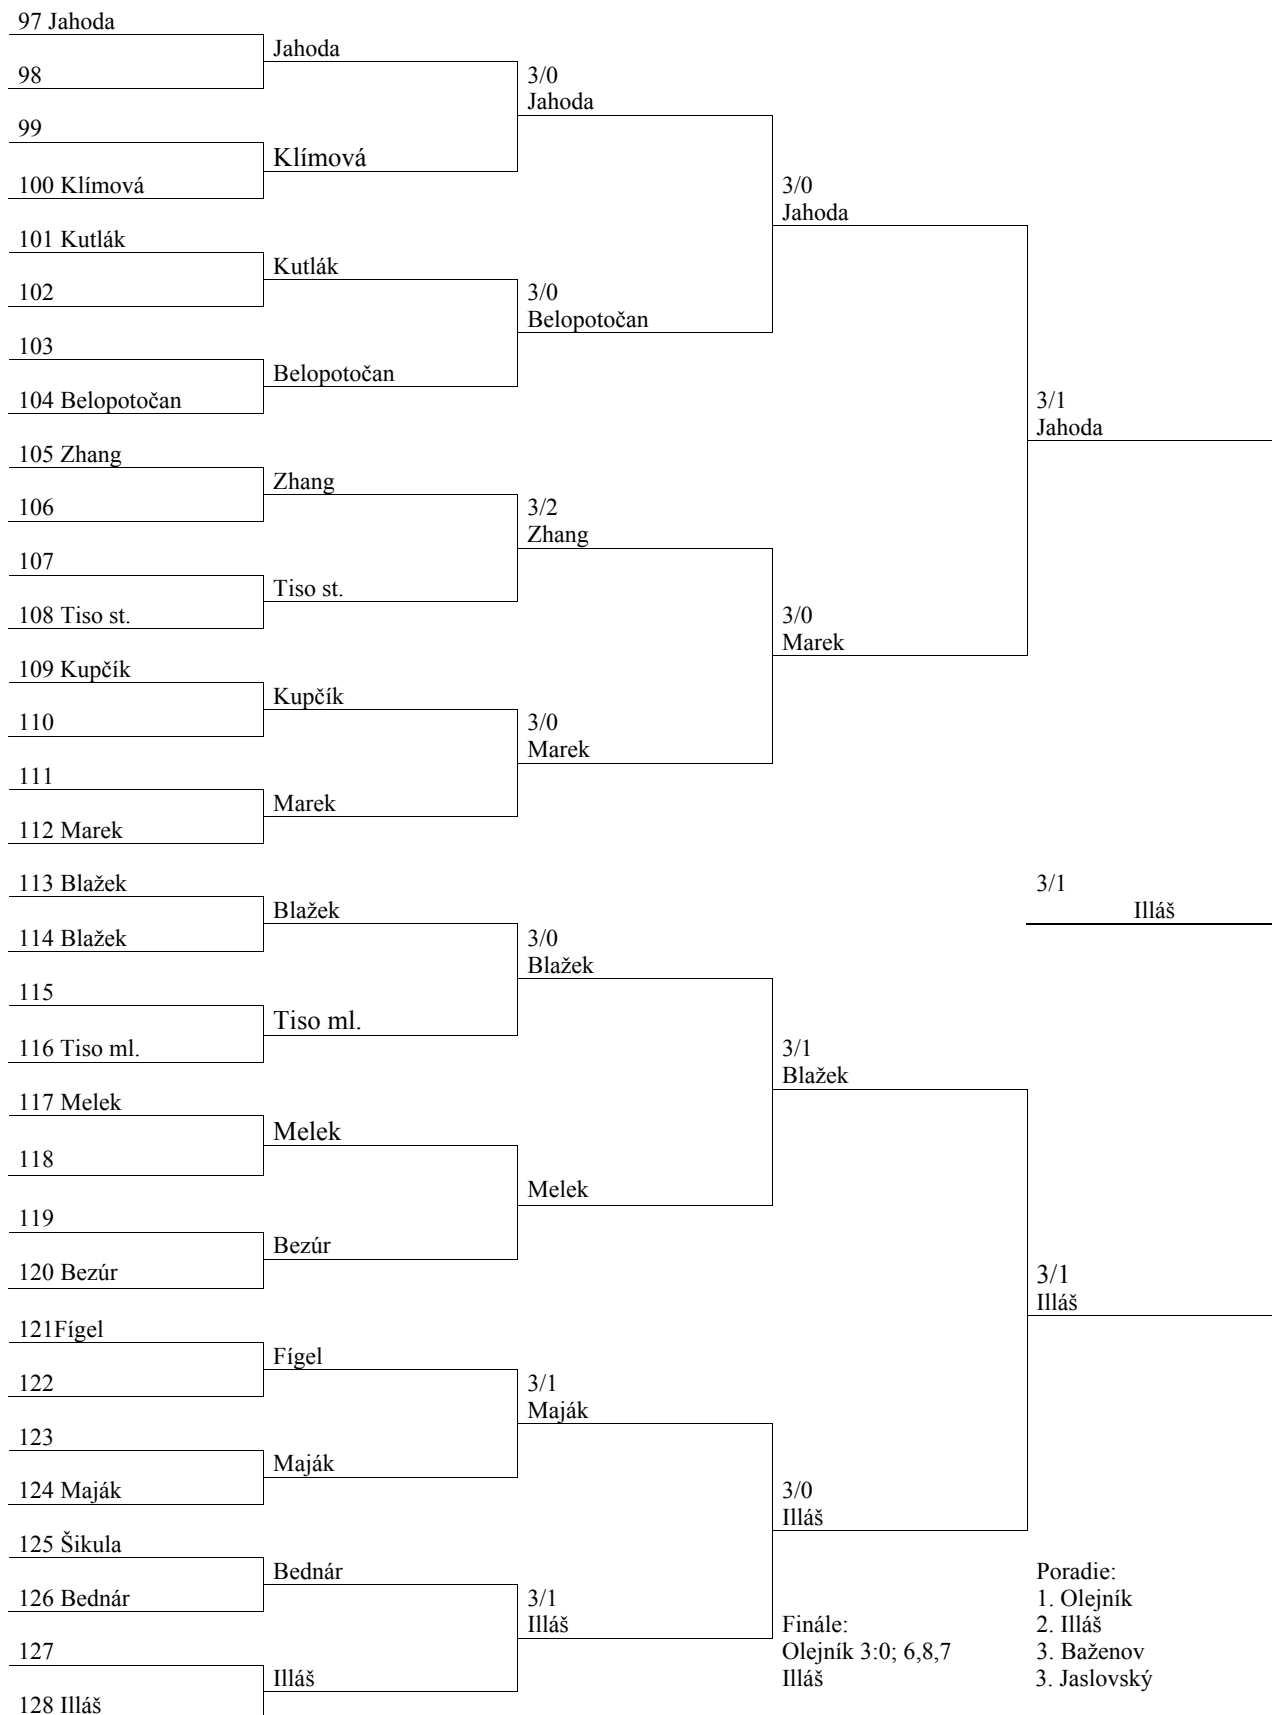 97 Jahoda
98
99
100 Klímová
101 Kutlák
102
103
104 Belopotočan
105 Zhang
106
107
108 Tiso st.
109 Kupčík
110
111
112 Marek
113 Blažek
114 Blažek
115
116 Tiso ml.
117 Melek
118
119
120 Bezúr
121Fígel
122
123
124 Maják
125 Šikula
126 Bednár
127
128 Illáš
Jahoda
Klímová
Kutlák
Belopotočan
Zhang
Tiso st.
Kupčík
Marek
Blažek
Tiso ml.
Melek
Bezúr
Fígel
Maják
Bednár
Illáš
3/0
Jahoda
3/0
Belopotočan
3/2
Zhang
3/0
Marek
3/0
Blažek
Melek
3/1
Maják
3/1
Illáš
3/0
Jahoda
3/0
Marek
3/1
Blažek
3/0
Illáš
Finále:
Olejník 3:0; 6,8,7
Illáš
3/1
Jahoda
3/1
Illáš
3/1
Illáš
Poradie:
1. Olejník
2. Illáš
3. Baženov
3. Jaslovský